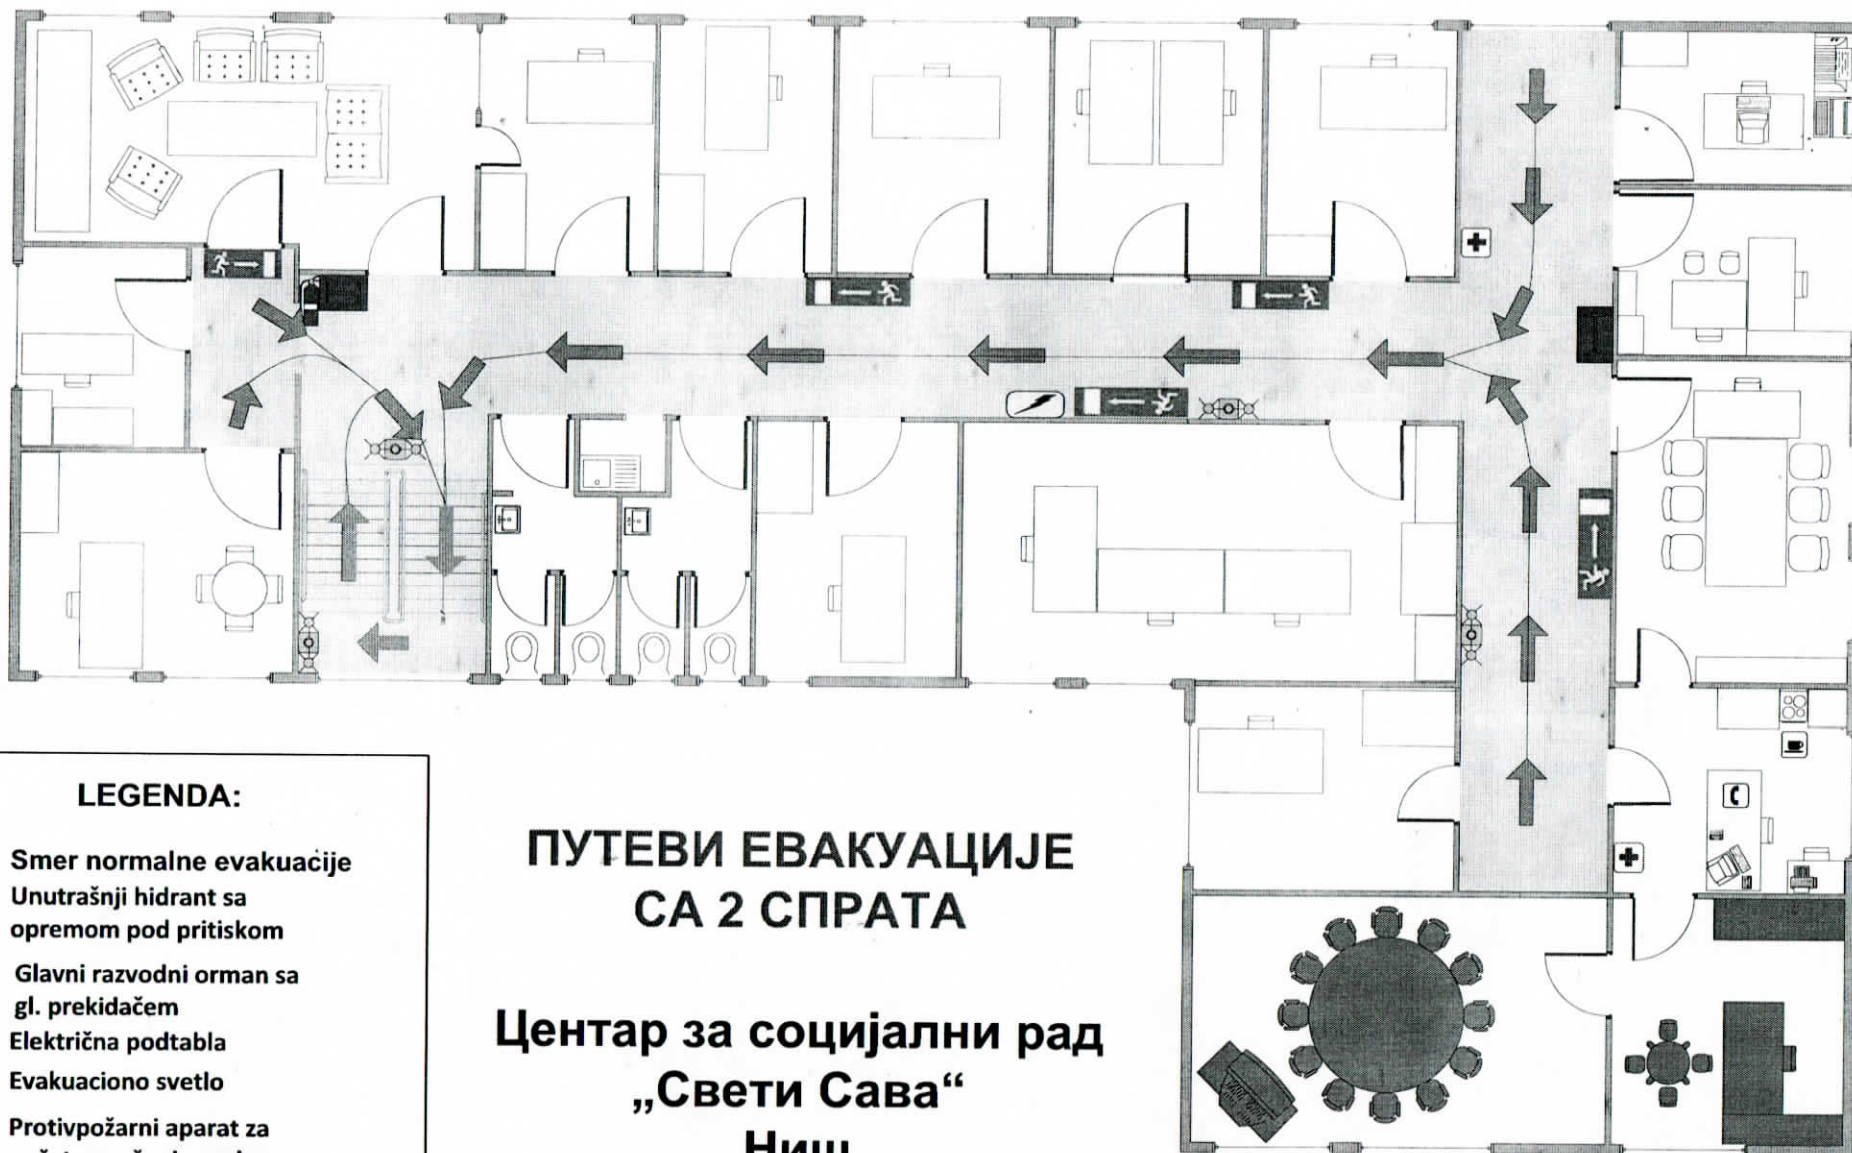 LEGENDA:
Smer normalne evakuacije
Unutrašnji hidrant sa
opremom pod pritiskom
Glavni razvodni orman sa
gl. prekidačem
Električna podtabla
Evakuaciono svetlo
Protivpožarni aparat za
ПУТЕВИ ЕВАКУАЦИЈЕ
СА 2 СПРАТА
Центар за социјални рад
„Свети Сава“
Ниш